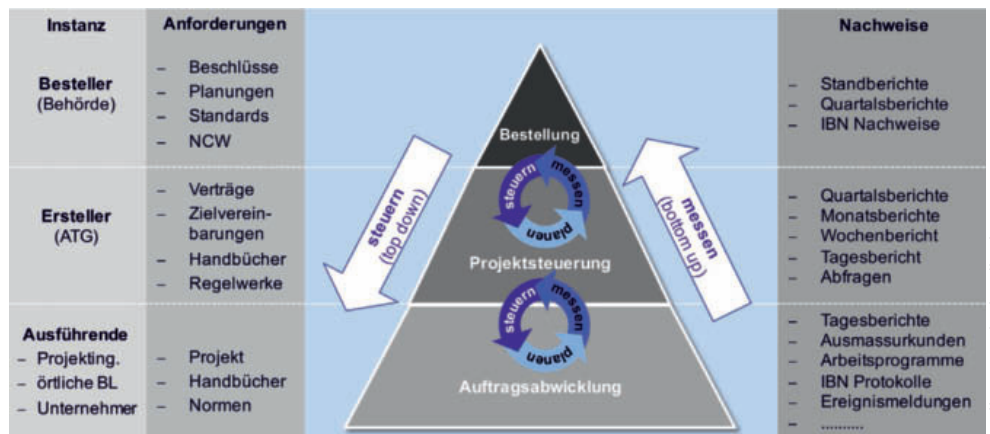 Instanz
Anforderungen
Nachweise
Besteller
(Behörde)
– Beschlüsse
– Planungen
– Standards
– NCW
Bestellung
– Standberichte
– Quartalsberichte
– IBN Nachweise
steuern
(top down)
messen
(bottom up)
steuern
messen
planen
Ersteller
(ATG)
– Verträge
– Zielverein-
barungen
– Handbücher
– Regelwerke
Projektsteuerung
– Quartalsberichte
– Monatsberichte
– Wochenbericht
– Tagesbericht
– Abfragen
steuern
messen
planen
Ausführende
– Projekting.
– örtliche BL
– Unternehmer
– Projekt
– Handbücher
– Normen
Auftragsabwicklung
– Tagesberichte
– Ausmassurkunden
– Arbeitsprogramme
– IBN Protokolle
– Ereignismeldungen
– ..........